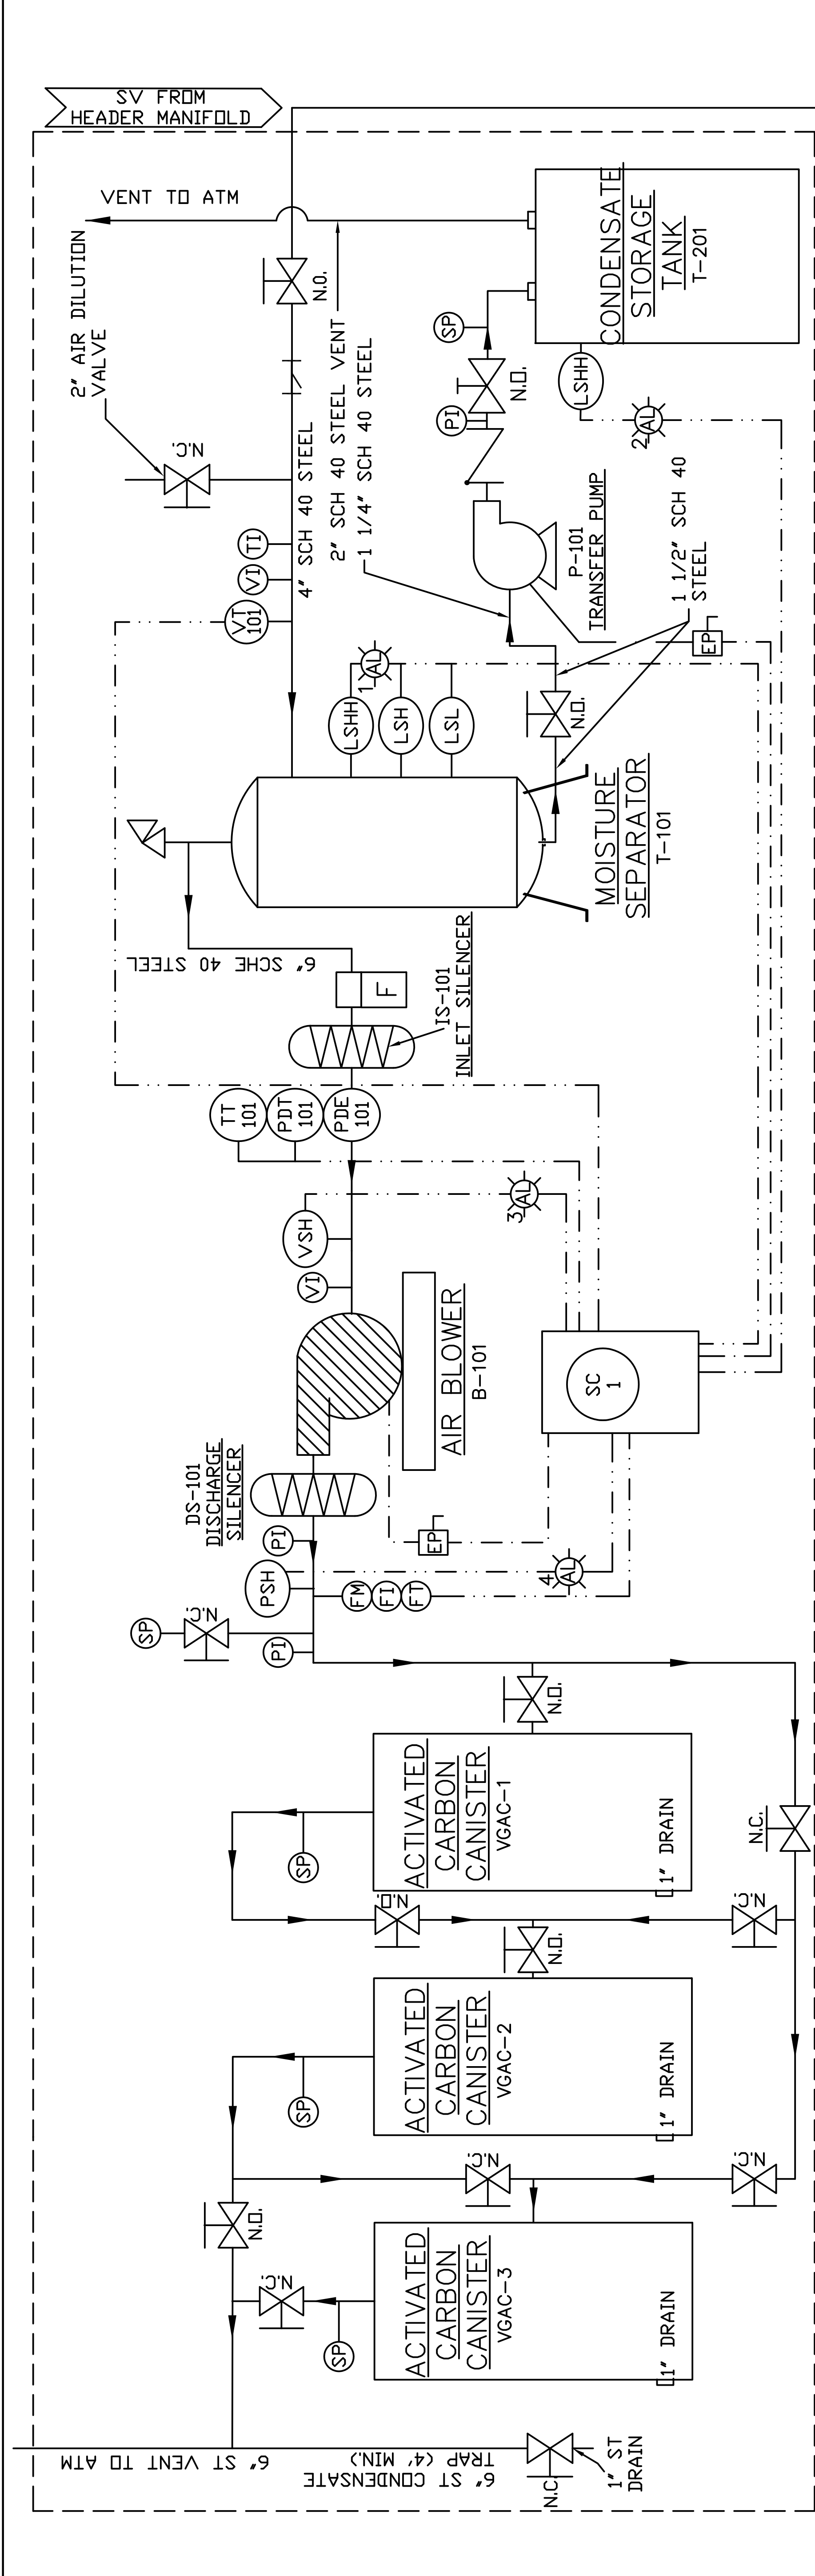 SV FROM
HEADER MANIFOLD
VENT TO ATM
2" AIR DILUTION
VALVE
N.O.
N.C.
CONDENSATE
STORAGE
TANK
T-201
SP
PI
N.O.
LSHH
2
AL
4" SCH 40 STEEL
2" SCH 40 STEEL VENT
1 1/4" SCH 40 STEEL
TI
VI
VT
101
P-101
TRANSFER PUMP
1 1/2" SCH 40
STEEL
EP
1
AL
LSHH
LSH
LSL
N.O.
MOISTURE
SEPARATOR
T-101
6" SCHE 40 STEEL
F
IS-101
INLET SILENCER
TT
101
PDT
101
PDE
101
3
AL
VSH
VI
AIR BLOWER
B-101
SC
1
DS-101
DISCHARGE
SILENCER
EP
PI
PSH
4
AL
FM
FI
FT
SP
N.C.
PI
N.O.
ACTIVATED
CARBON
CANISTER
VGAC-1
1" DRAIN
SP
N.C.
N.O.
N.C.
N.O.
ACTIVATED
CARBON
CANISTER
VGAC-2
1" DRAIN
SP
N.C.
N.C.
N.O.
N.C.
ACTIVATED
CARBON
CANISTER
VGAC-3
1" DRAIN
SP
6" ST VENT TO ATM
6" ST CONDENSATE
TRAP (4' MIN.)
N.C.
1" ST
DRAIN